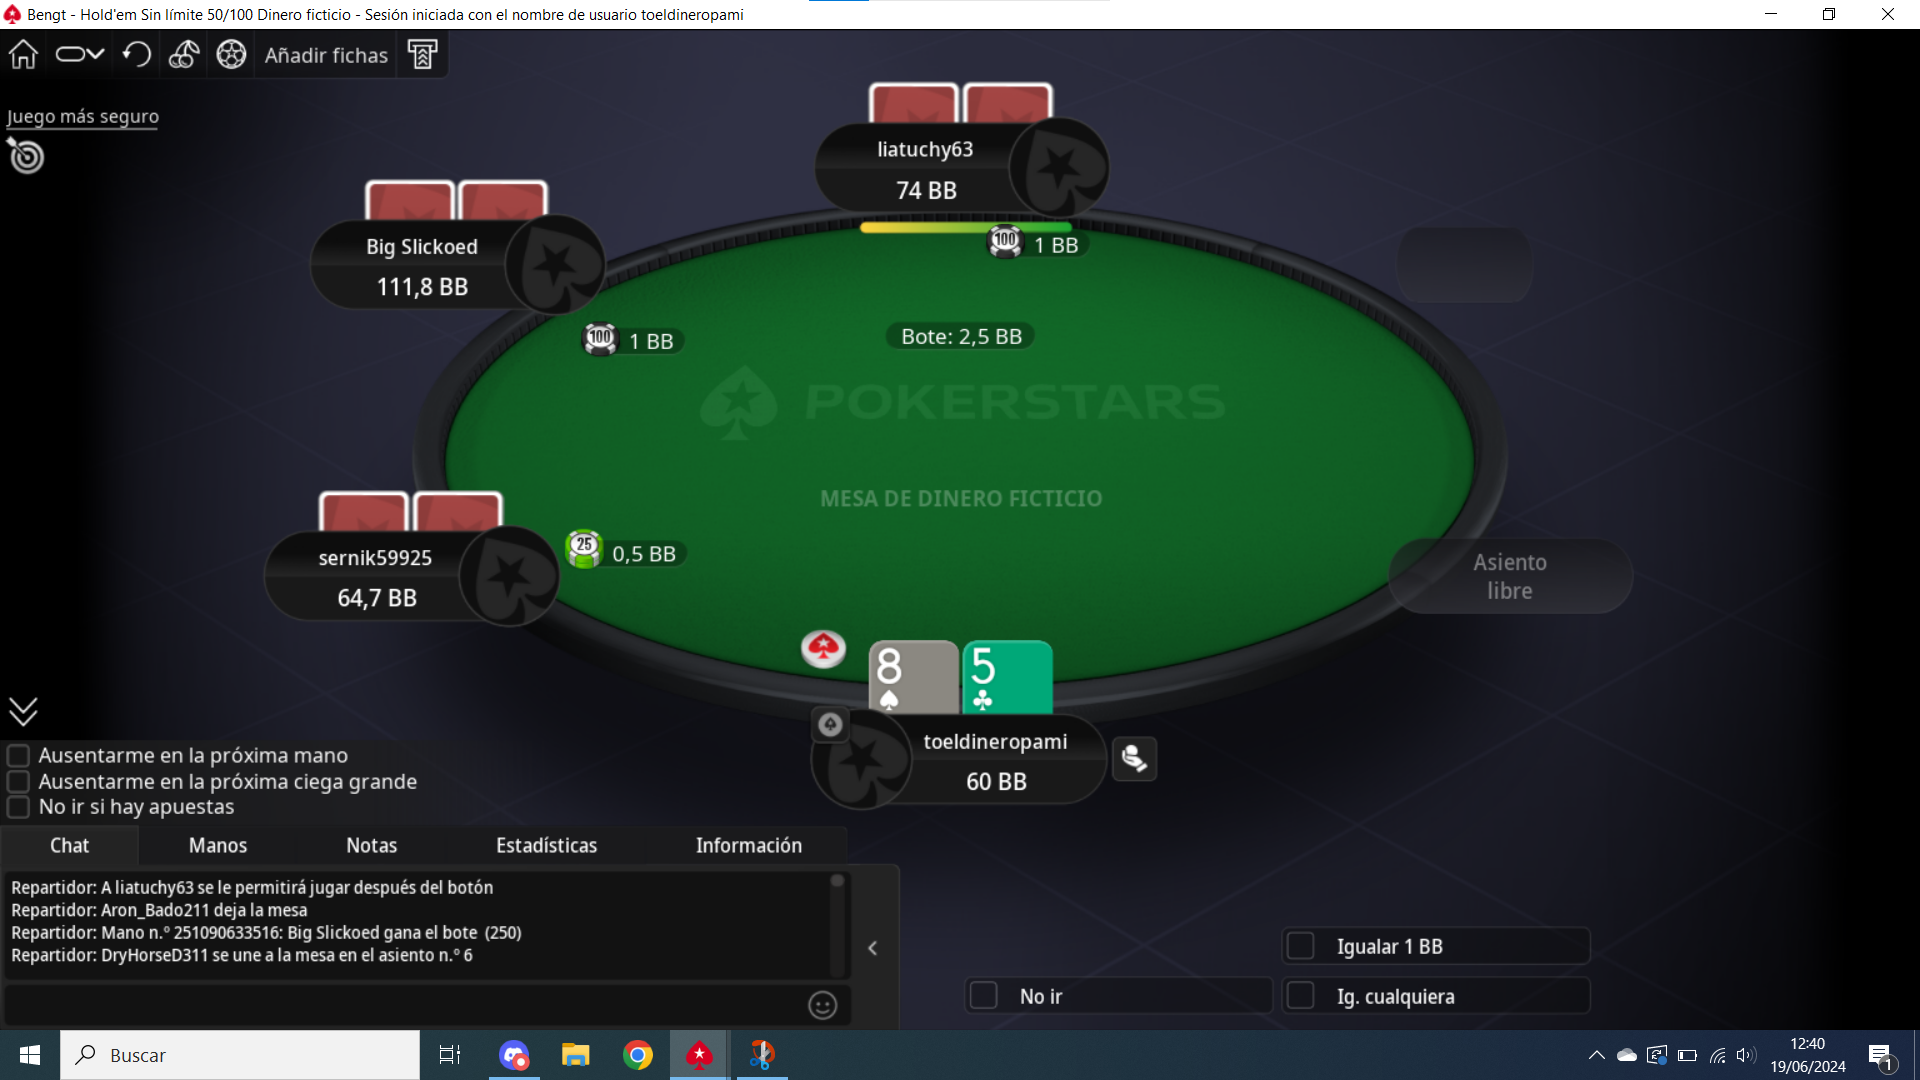 Bengt - Hold'em Sin límite 50/100 Dinero ficticio - Sesión iniciada con el nombre de usuario toeldineropami
Añadir fichas
Juego más seguro
liatuchy63
74 BB
100
1 BB
Big Slickoed
111,8 BB
100
1 BB
Bote: 2,5 BB
POKERSTARS
MESA DE DINERO FICTICIO
sernik59925
64,7 BB
25
0,5 BB
Asiento
libre
8
5
toeldineropami
60 BB
Ausentarme en la próxima mano
Ausentarme en la próxima ciega grande
No ir si hay apuestas
Chat
Manos
Notas
Estadísticas
Información
Repartidor: A liatuchy63 se le permitirá jugar después del botón
Repartidor: Aron_Bado211 deja la mesa
Repartidor: Mano n.º 251090633516: Big Slickoed gana el bote (250)
Repartidor: DryHorseD311 se une a la mesa en el asiento n.º 6
Igualar 1 BB
No ir
Ig. cualquiera
Buscar
12:40
19/06/2024
1